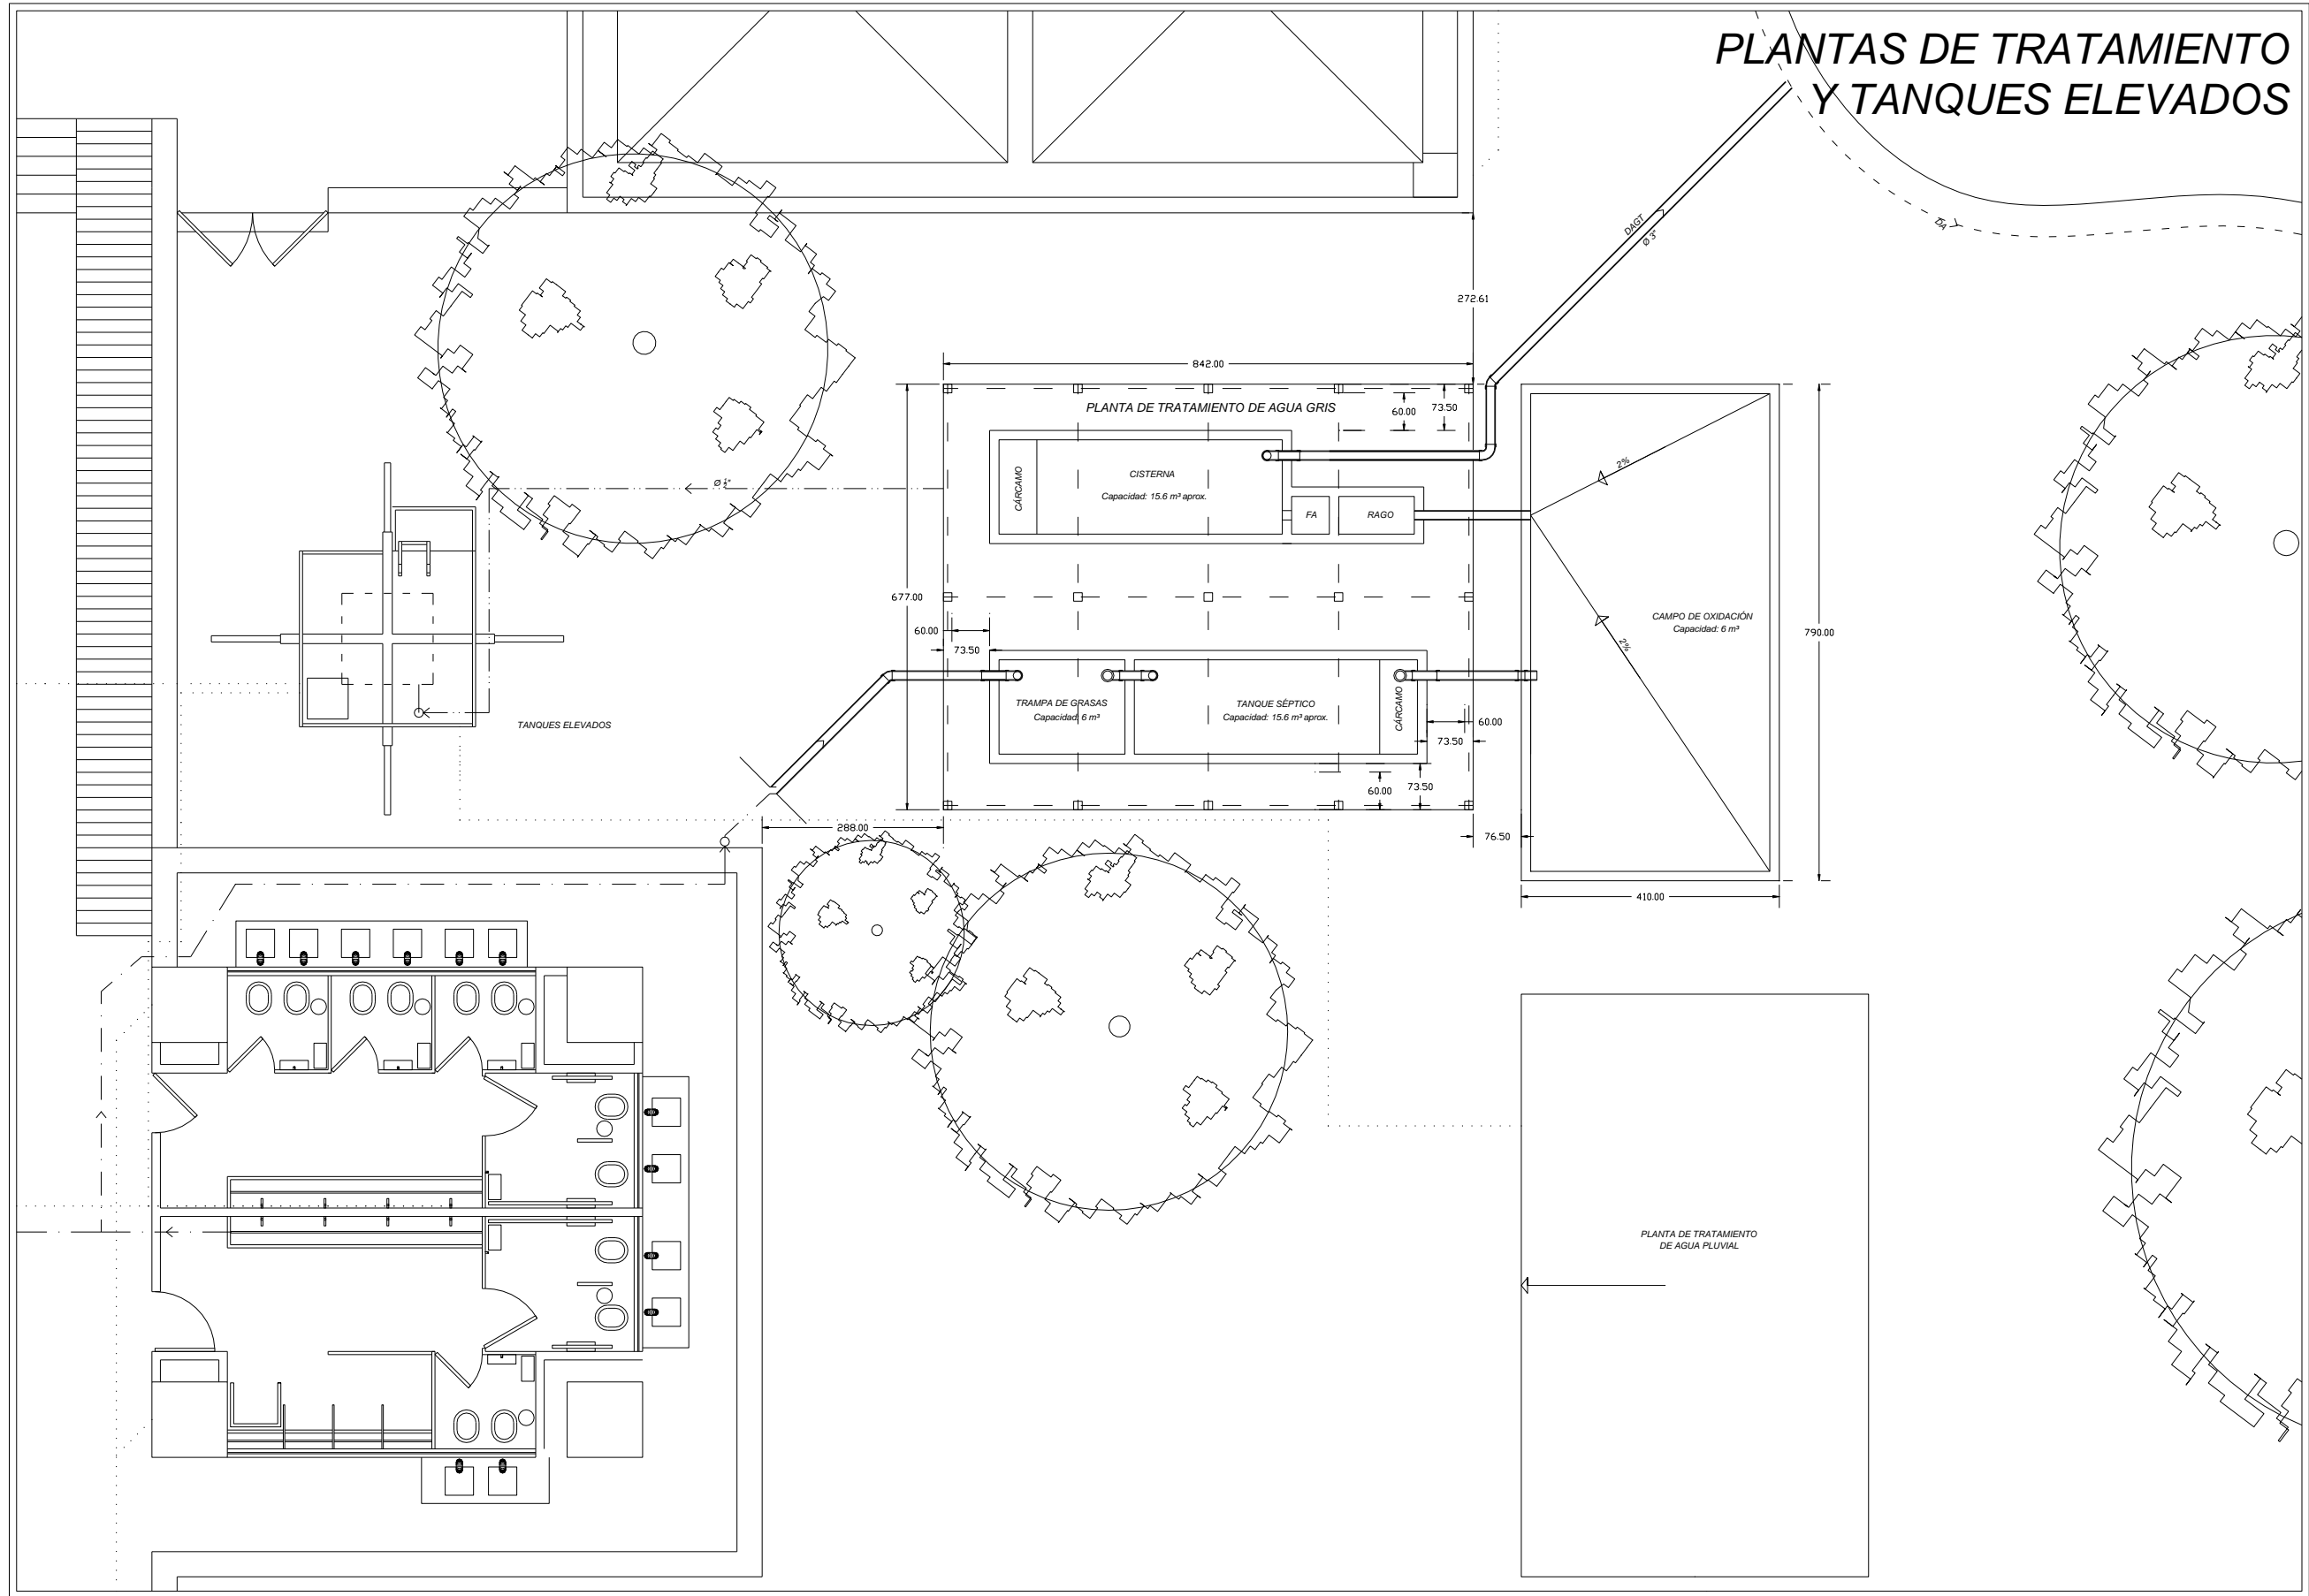 PLANTAS DE TRATAMIENTO
Y TANQUES ELEVADOS
DAGT
Ø 3"
DA
272.61
842.00
PLANTA DE TRATAMIENTO DE AGUA GRIS
60.00
73.50
CÁRCAMO
CISTERNA
Capacidad: 15.6 m³ aprox.
FA
RAGO
2%
2%
Ø ½"
677.00
CAMPO DE OXIDACIÓN
Capacidad: 6 m³
790.00
60.00
73.50
TRAMPA DE GRASAS
Capacidad: 6 m³
TANQUE SÉPTICO
Capacidad: 15.6 m³ aprox.
CÁRCAMO
60.00
73.50
TANQUES ELEVADOS
60.00
73.50
288.00
76.50
410.00
PLANTA DE TRATAMIENTO
DE AGUA PLUVIAL